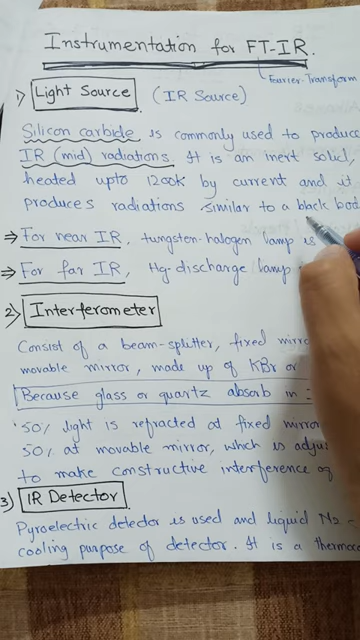 Instrumentation for FT-IR.
Fourier-Transform
1) Light Source (IR Source)
Silicon carbide is commonly used to produce
IR (mid) radiations. It is an inert solid,
heated upto 1200K by current and it
produces radiations similar to a black bod
⇒ For near IR, tungsten-halogen lamp is
⇒ For far IR, Hg-discharge lamp
2) Interferometer
Consist of a beam-splitter, fixed mirr
movable mirror, made up of KBr or
Because glass or quartz absorb in
50% light is refracted at fixed mirror
50% at movable mirror, which is adju
to make constructive interference of
3) IR Detector
Pyroelectric detector is used and liquid N2
cooling purpose of detector. It is a thermoc